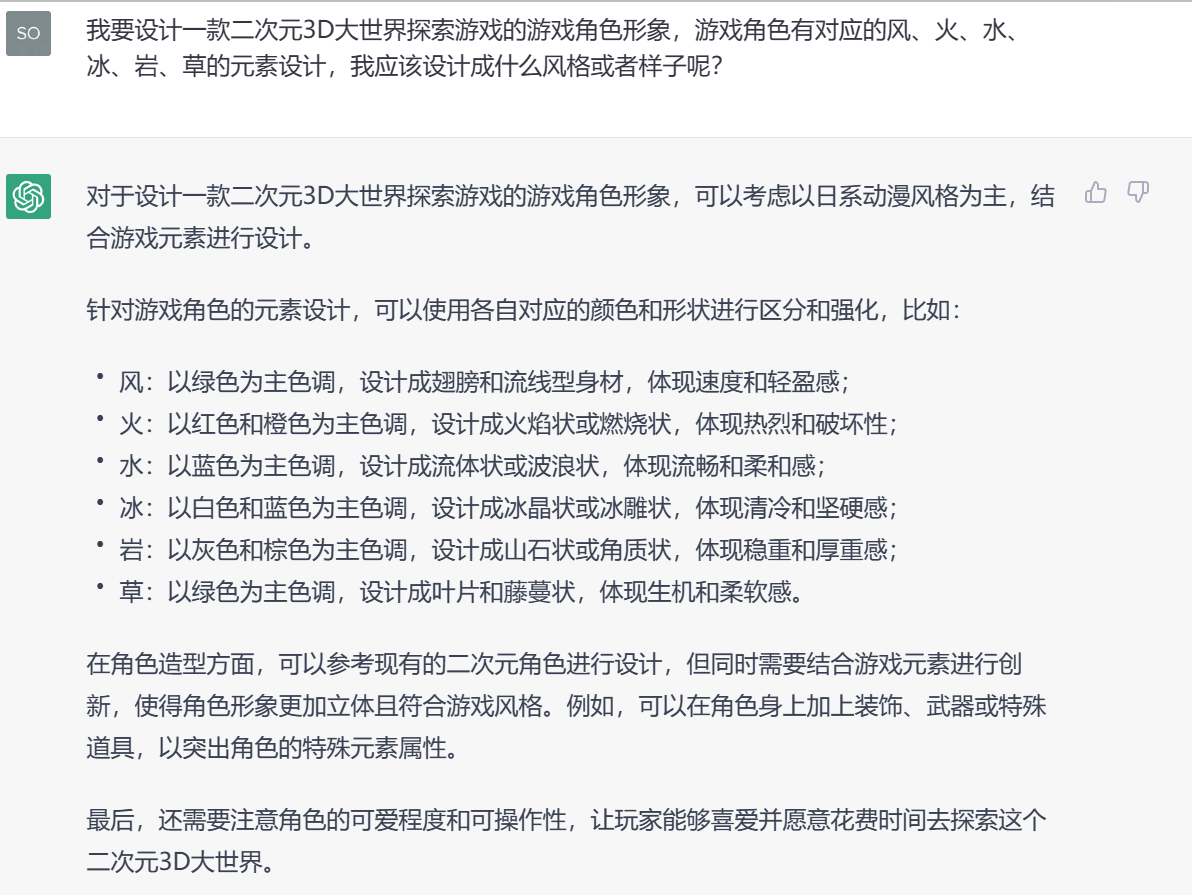 SO
我要设计一款二次元3D大世界探索游戏的游戏角色形象，游戏角色有对应的风、火、水、
冰、岩、草的元素设计，我应该设计成什么风格或者样子呢？
对于设计一款二次元3D大世界探索游戏的游戏角色形象，可以考虑以日系动漫风格为主，结
合游戏元素进行设计。
针对游戏角色的元素设计，可以使用各自对应的颜色和形状进行区分和强化，比如：
• 风：以绿色为主色调，设计成翅膀和流线型身材，体现速度和轻盈感；
• 火：以红色和橙色为主色调，设计成火焰状或燃烧状，体现热烈和破坏性；
• 水：以蓝色为主色调，设计成流体状或波浪状，体现流畅和柔和感；
• 冰：以白色和蓝色为主色调，设计成冰晶状或冰雕状，体现清冷和坚硬感；
• 岩：以灰色和棕色为主色调，设计成山石状或角质状，体现稳重和厚重感；
• 草：以绿色为主色调，设计成叶片和藤蔓状，体现生机和柔软感。
在角色造型方面，可以参考现有的二次元角色进行设计，但同时需要结合游戏元素进行创
新，使得角色形象更加立体且符合游戏风格。例如，可以在角色身上加上装饰、武器或特殊
道具，以突出角色的特殊元素属性。
最后，还需要注意角色的可爱程度和可操作性，让玩家能够喜爱并愿意花费时间去探索这个
二次元3D大世界。